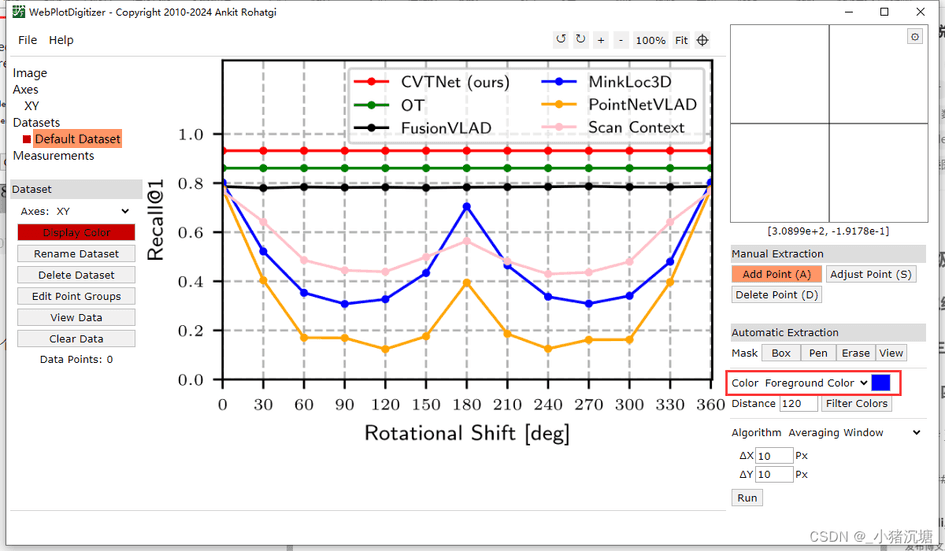 WebPlotDigitizer - Copyright 2010-2024 Ankit Rohatgi
File Help
↺ ↻ + - 100% Fit
Image
Axes
XY
Datasets
Default Dataset
Measurements
Dataset
Axes: XY
Display Color
Rename Dataset
Delete Dataset
Edit Point Groups
View Data
Clear Data
Data Points: 0
CVTNet (ours)
OT
FusionVLAD
MinkLoc3D
PointNetVLAD
Scan Context
Recall@1
1.0
0.8
0.6
0.4
0.2
0.0
0 30 60 90 120 150 180 210 240 270 300 330 360
Rotational Shift [deg]
[3.0899e+2, -1.9178e-1]
Manual Extraction
Add Point (A) Adjust Point (S)
Delete Point (D)
Automatic Extraction
Mask Box Pen Erase View
Color Foreground Color
Distance 120 Filter Colors
Algorithm Averaging Window
ΔX 10 Px
ΔY 10 Px
Run
CSDN @_小猪沉塘